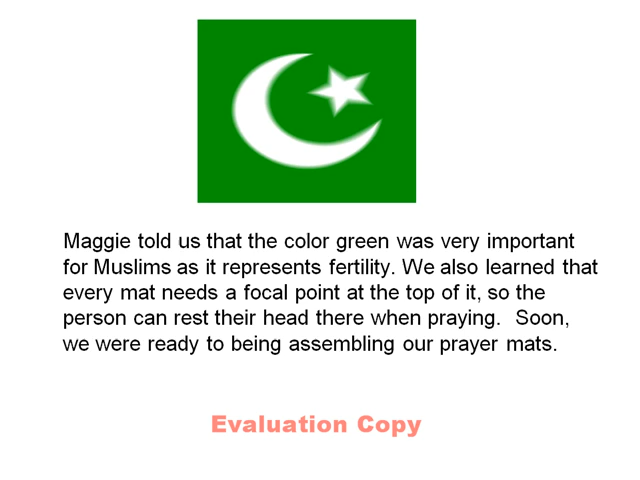 Maggie told us that the color green was very important
for Muslims as it represents fertility. We also learned that
every mat needs a focal point at the top of it, so the
person can rest their head there when praying.  Soon,
we were ready to being assembling our prayer mats.
Evaluation Copy